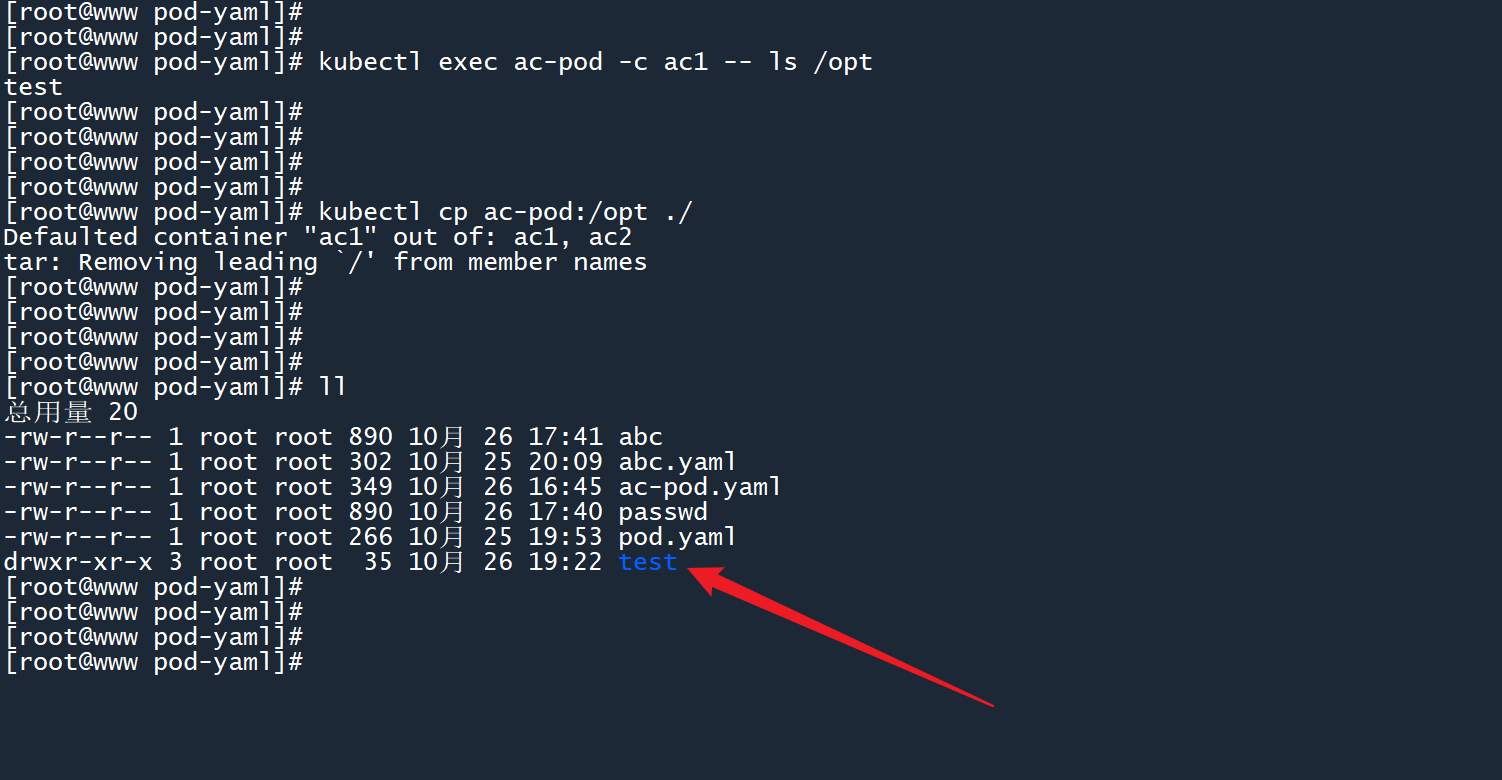 [root@www pod-yaml]#
[root@www pod-yaml]#
[root@www pod-yaml]# kubectl exec ac-pod -c ac1 -- ls /opt
test
[root@www pod-yaml]#
[root@www pod-yaml]#
[root@www pod-yaml]#
[root@www pod-yaml]#
[root@www pod-yaml]# kubectl cp ac-pod:/opt ./
Defaulted container "ac1" out of: ac1, ac2
tar: Removing leading `/' from member names
[root@www pod-yaml]#
[root@www pod-yaml]#
[root@www pod-yaml]#
[root@www pod-yaml]#
[root@www pod-yaml]# ll
总用量 20
-rw-r--r-- 1 root root 890 10月 26 17:41 abc
-rw-r--r-- 1 root root 302 10月 25 20:09 abc.yaml
-rw-r--r-- 1 root root 349 10月 26 16:45 ac-pod.yaml
-rw-r--r-- 1 root root 890 10月 26 17:40 passwd
-rw-r--r-- 1 root root 266 10月 25 19:53 pod.yaml
drwxr-xr-x 3 root root  35 10月 26 19:22 test
[root@www pod-yaml]#
[root@www pod-yaml]#
[root@www pod-yaml]#
[root@www pod-yaml]#